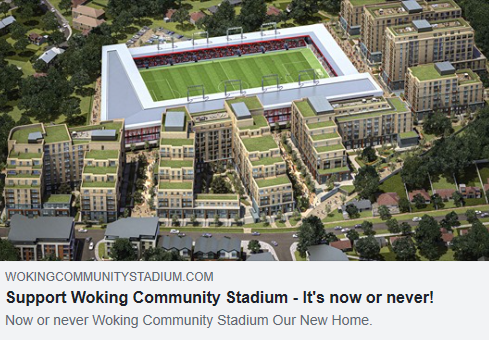 WOKINGCOMMUNITYSTADIUM.COM
Support Woking Community Stadium - It's now or never!
Now or never Woking Community Stadium Our New Home.